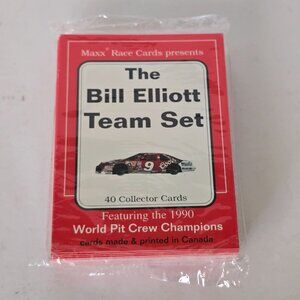 Maxx® Race Cards presents
The
Bill Elliott
Team Set
9
40 Collector Cards
Featuring the 1990
World Pit Crew Champions
cards made & printed in Canada